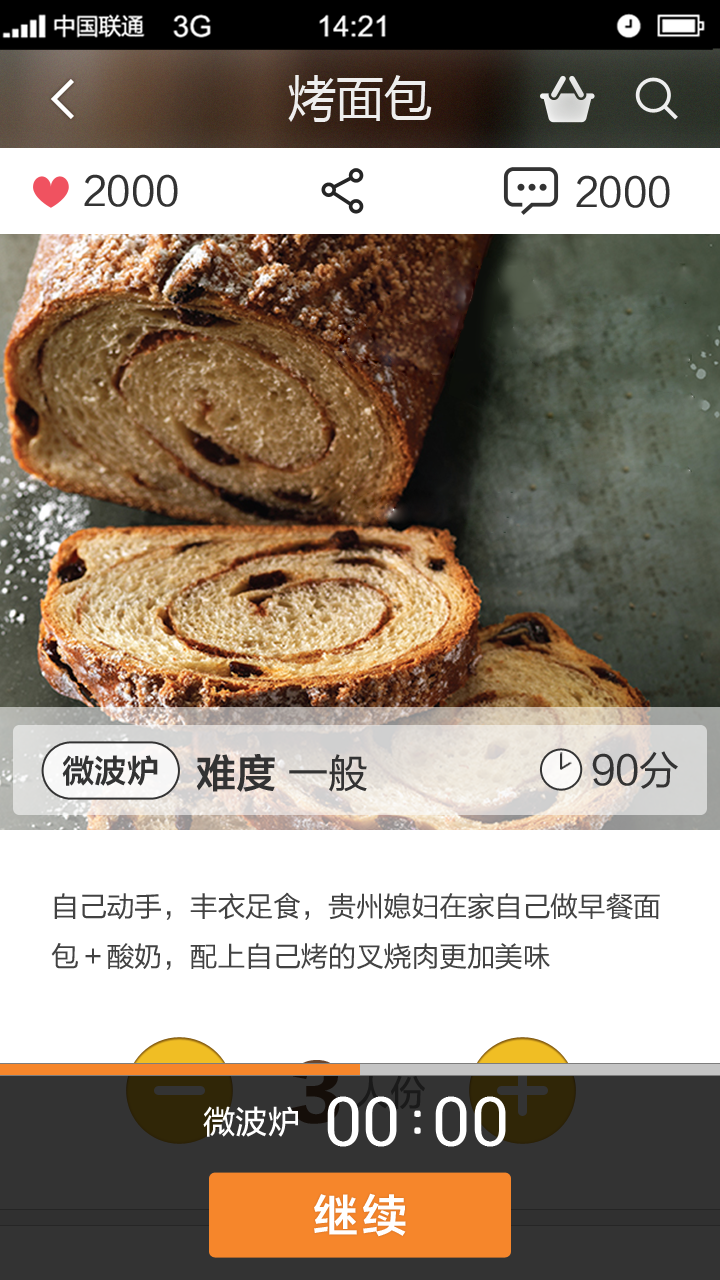 中国联通 3G 14:21
烤面包
2000 2000
微波炉 难度 一般 90分
自己动手，丰衣足食，贵州媳妇在家自己做早餐面
包＋酸奶，配上自己烤的叉烧肉更加美味
3人份
微波炉 00:00
继续